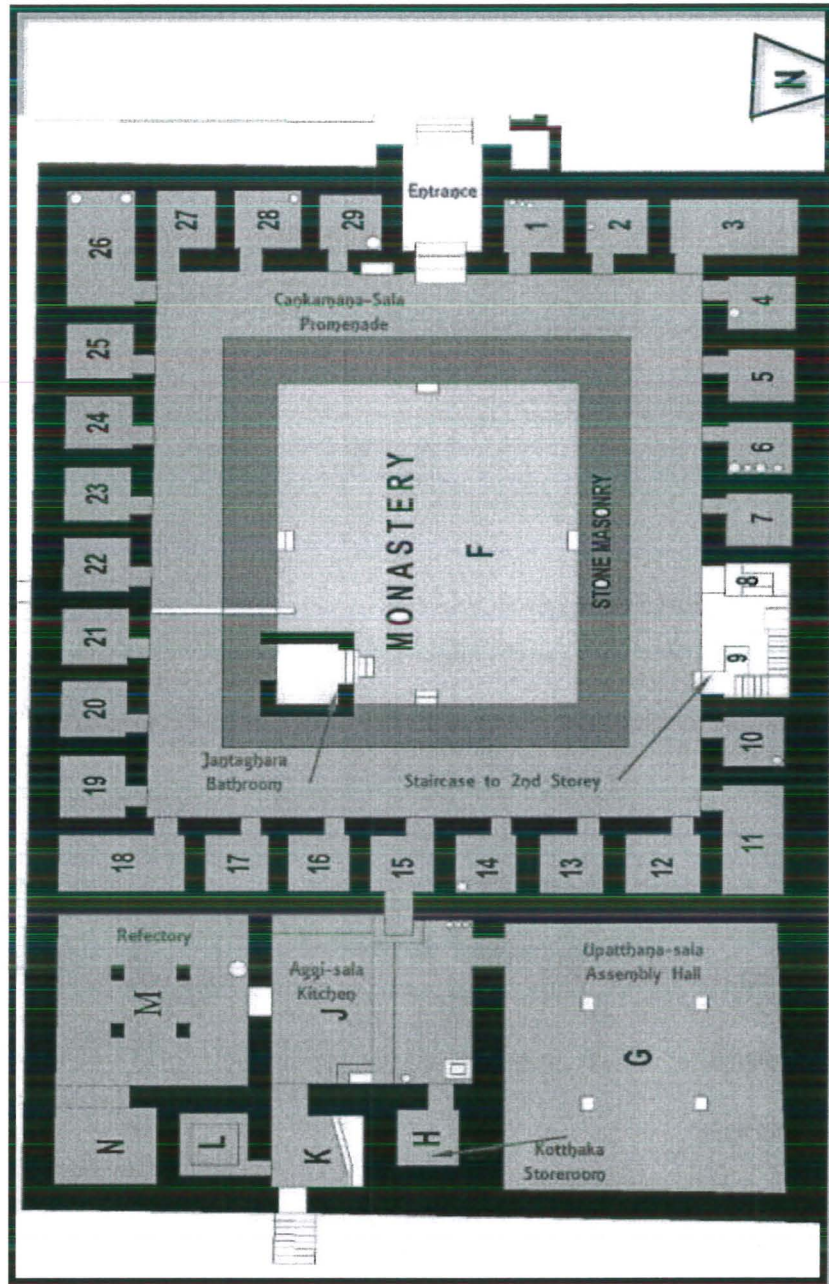 N
Entrance
26
27
28
29
1
2
3
Cankamana-Sala
Promenade
25
4
24
5
23
6
22
7
MONASTERY
F
STONE MASONRY
21
8
20
9
19
10
Jantaghara
Bathroom
Staircase to 2nd Storey
18
17
16
15
14
13
12
11
Refectory
M
Aggi-sala
Kitchen
J
Upatthana-sala
Assembly Hall
G
N
L
K
H
Kotthaka
Storeroom